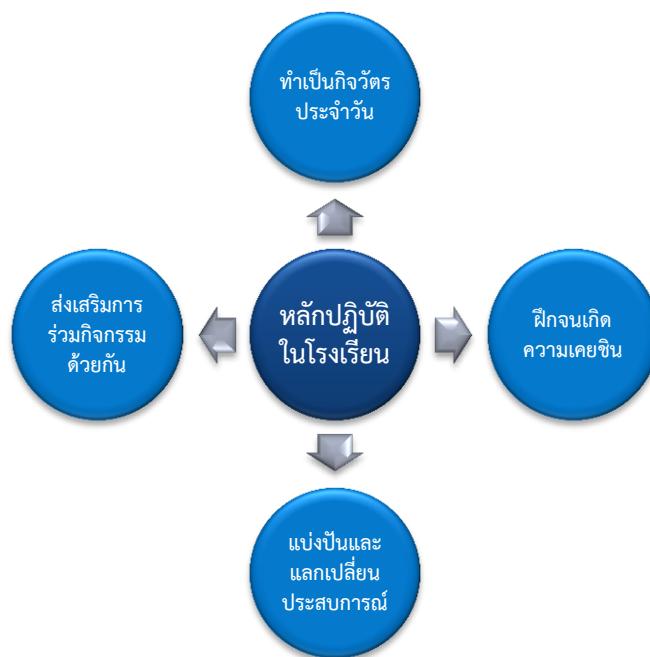 ทำเป็นกิจวัตร
ประจำวัน
ส่งเสริมการ
ร่วมกิจกรรม
ด้วยกัน
หลักปฏิบัติ
ในโรงเรียน
ฝึกจนเกิด
ความเคยชิน
แบ่งปันและ
แลกเปลี่ยน
ประสบการณ์